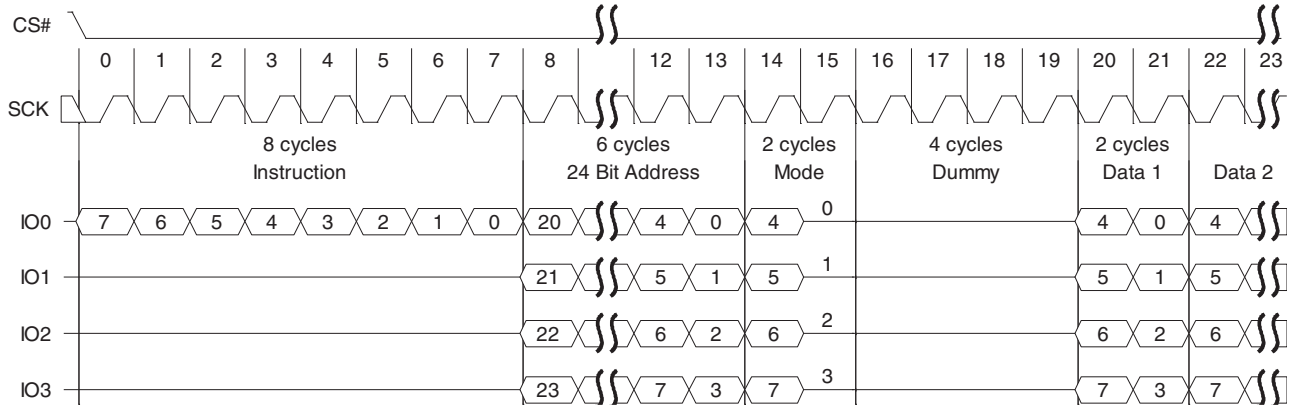 CS#
0 1 2 3 4 5 6 7 8 12 13 14 15 16 17 18 19 20 21 22 23
SCK
8 cycles 6 cycles 2 cycles 4 cycles 2 cycles
Instruction 24 Bit Address Mode Dummy Data 1 Data 2
IO0 7 6 5 4 3 2 1 0 20 4 0 4 0 4 0 4
IO1 21 5 1 5 1 5 1 5
IO2 22 6 2 6 2 6 2 6
IO3 23 7 3 7 3 7 3 7